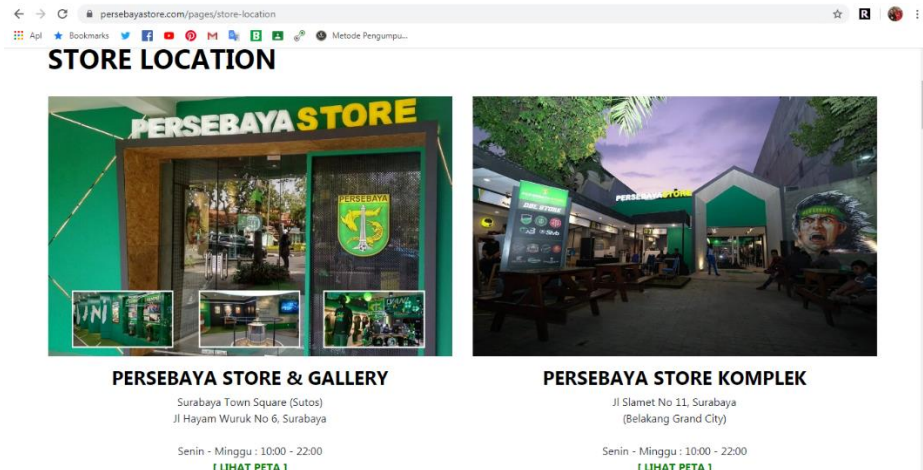 persebayastore.com/pages/store-location
Apl Bookmarks Metode Pengumpu...
STORE LOCATION
PERSEBAYA STORE
PERSEBAYA
PERSEBAYA STORE
PERSEBAYA STORE & GALLERY
Surabaya Town Square (Sutos)
Jl Hayam Wuruk No 6, Surabaya
Senin - Minggu : 10:00 - 22:00
[ LIHAT PETA ]
PERSEBAYA STORE KOMPLEK
Jl Slamet No 11, Surabaya
(Belakang Grand City)
Senin - Minggu : 10:00 - 22:00
[ LIHAT PETA ]